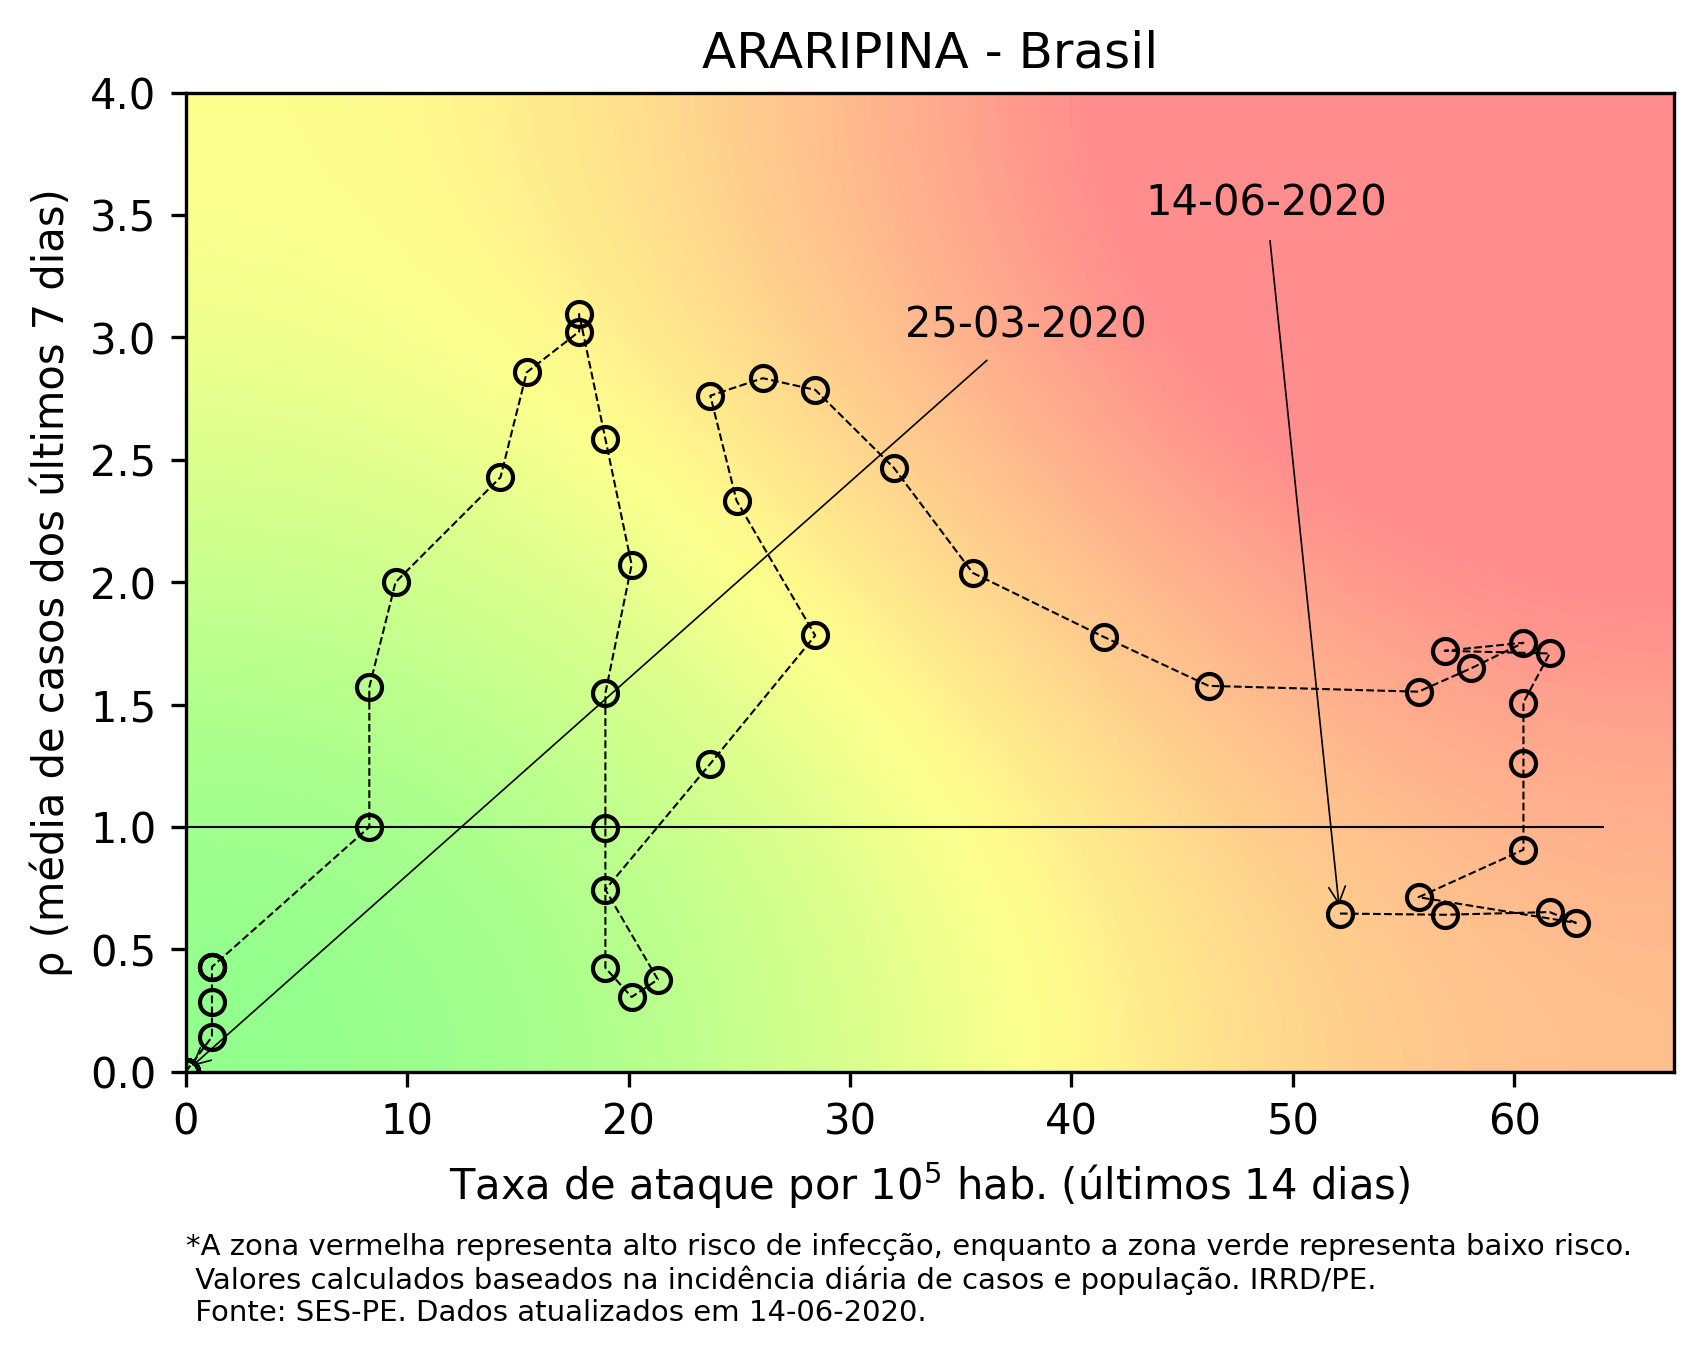 ARARIPINA - Brasil
4.0
3.5
3.0
2.5
2.0
1.5
1.0
0.5
0.0
ρ (média de casos dos últimos 7 dias)
14-06-2020
25-03-2020
0 10 20 30 40 50 60
Taxa de ataque por 10⁵ hab. (últimos 14 dias)
*A zona vermelha representa alto risco de infecção, enquanto a zona verde representa baixo risco.
Valores calculados baseados na incidência diária de casos e população. IRRD/PE.
Fonte: SES-PE. Dados atualizados em 14-06-2020.